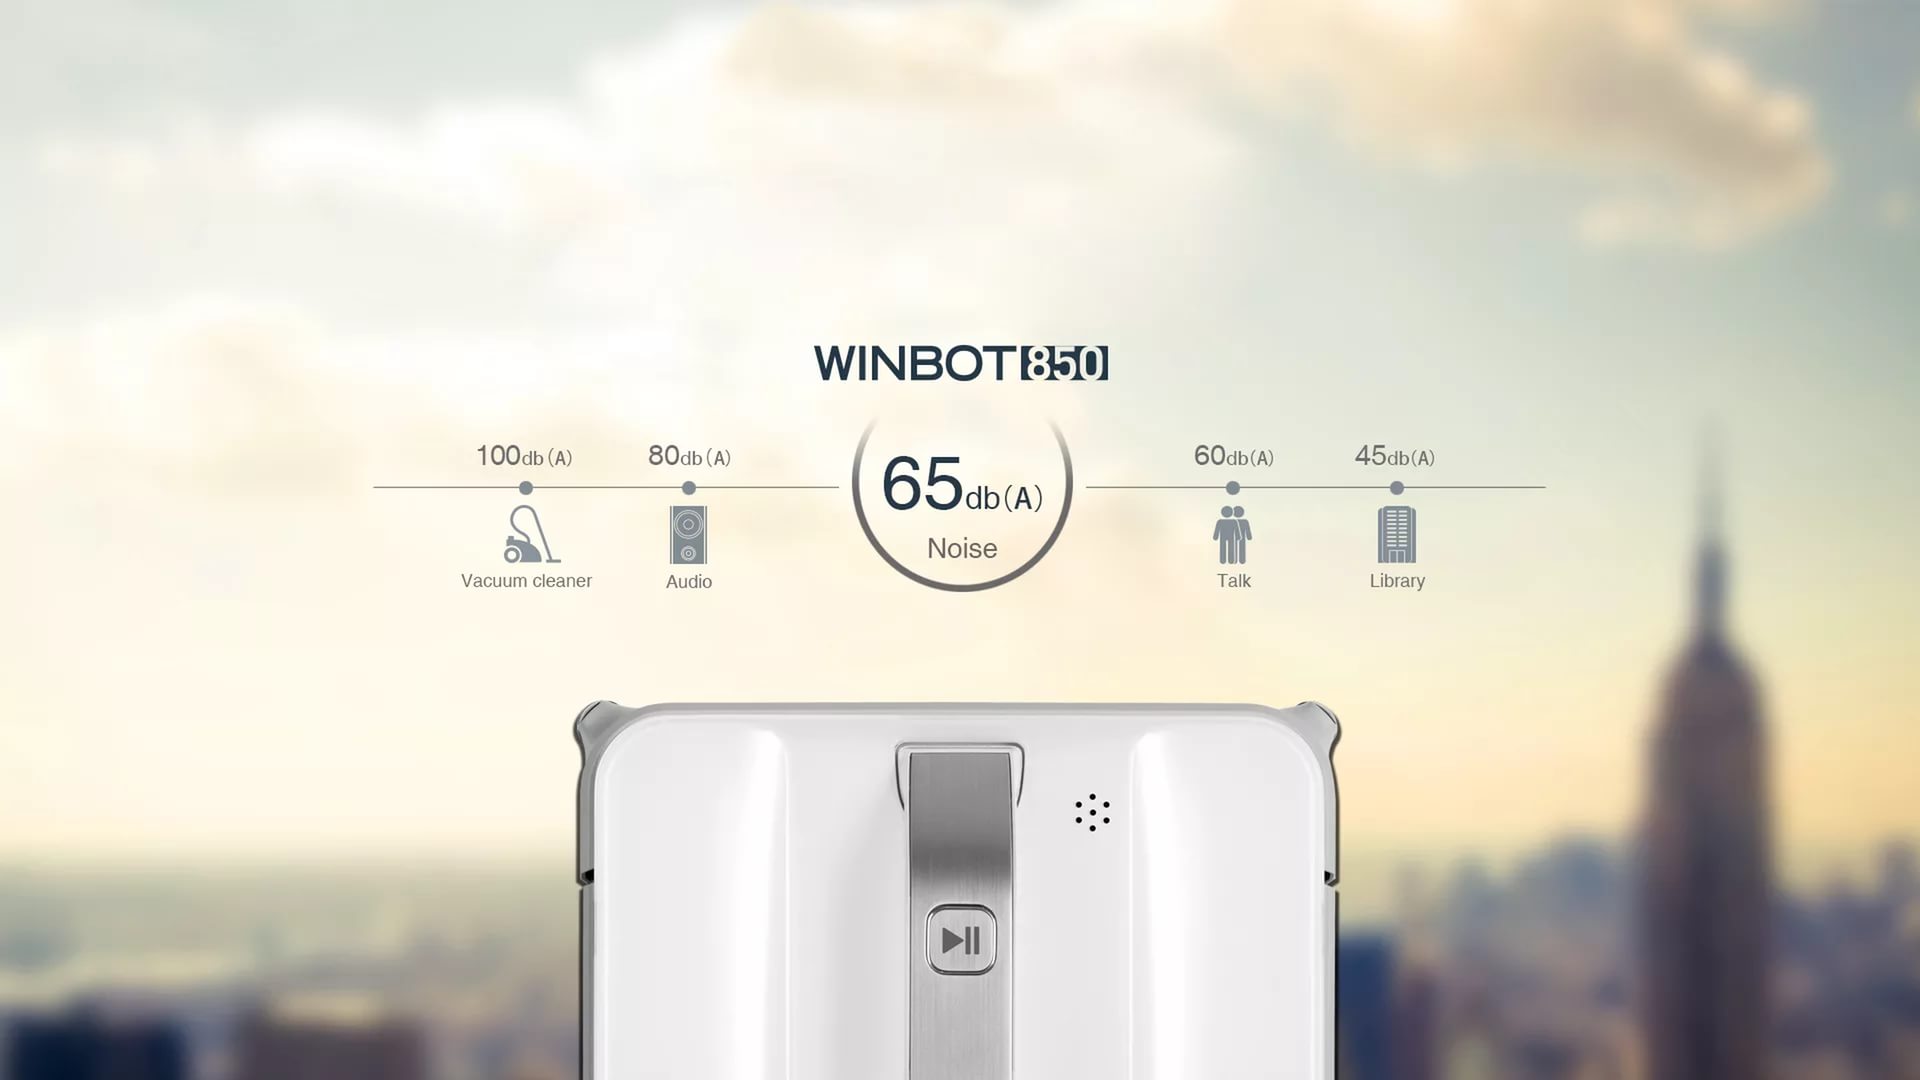 WINBOT850
100db(A)
80db(A)
65db(A)
60db(A)
45db(A)
Noise
Vacuum cleaner
Audio
Talk
Library